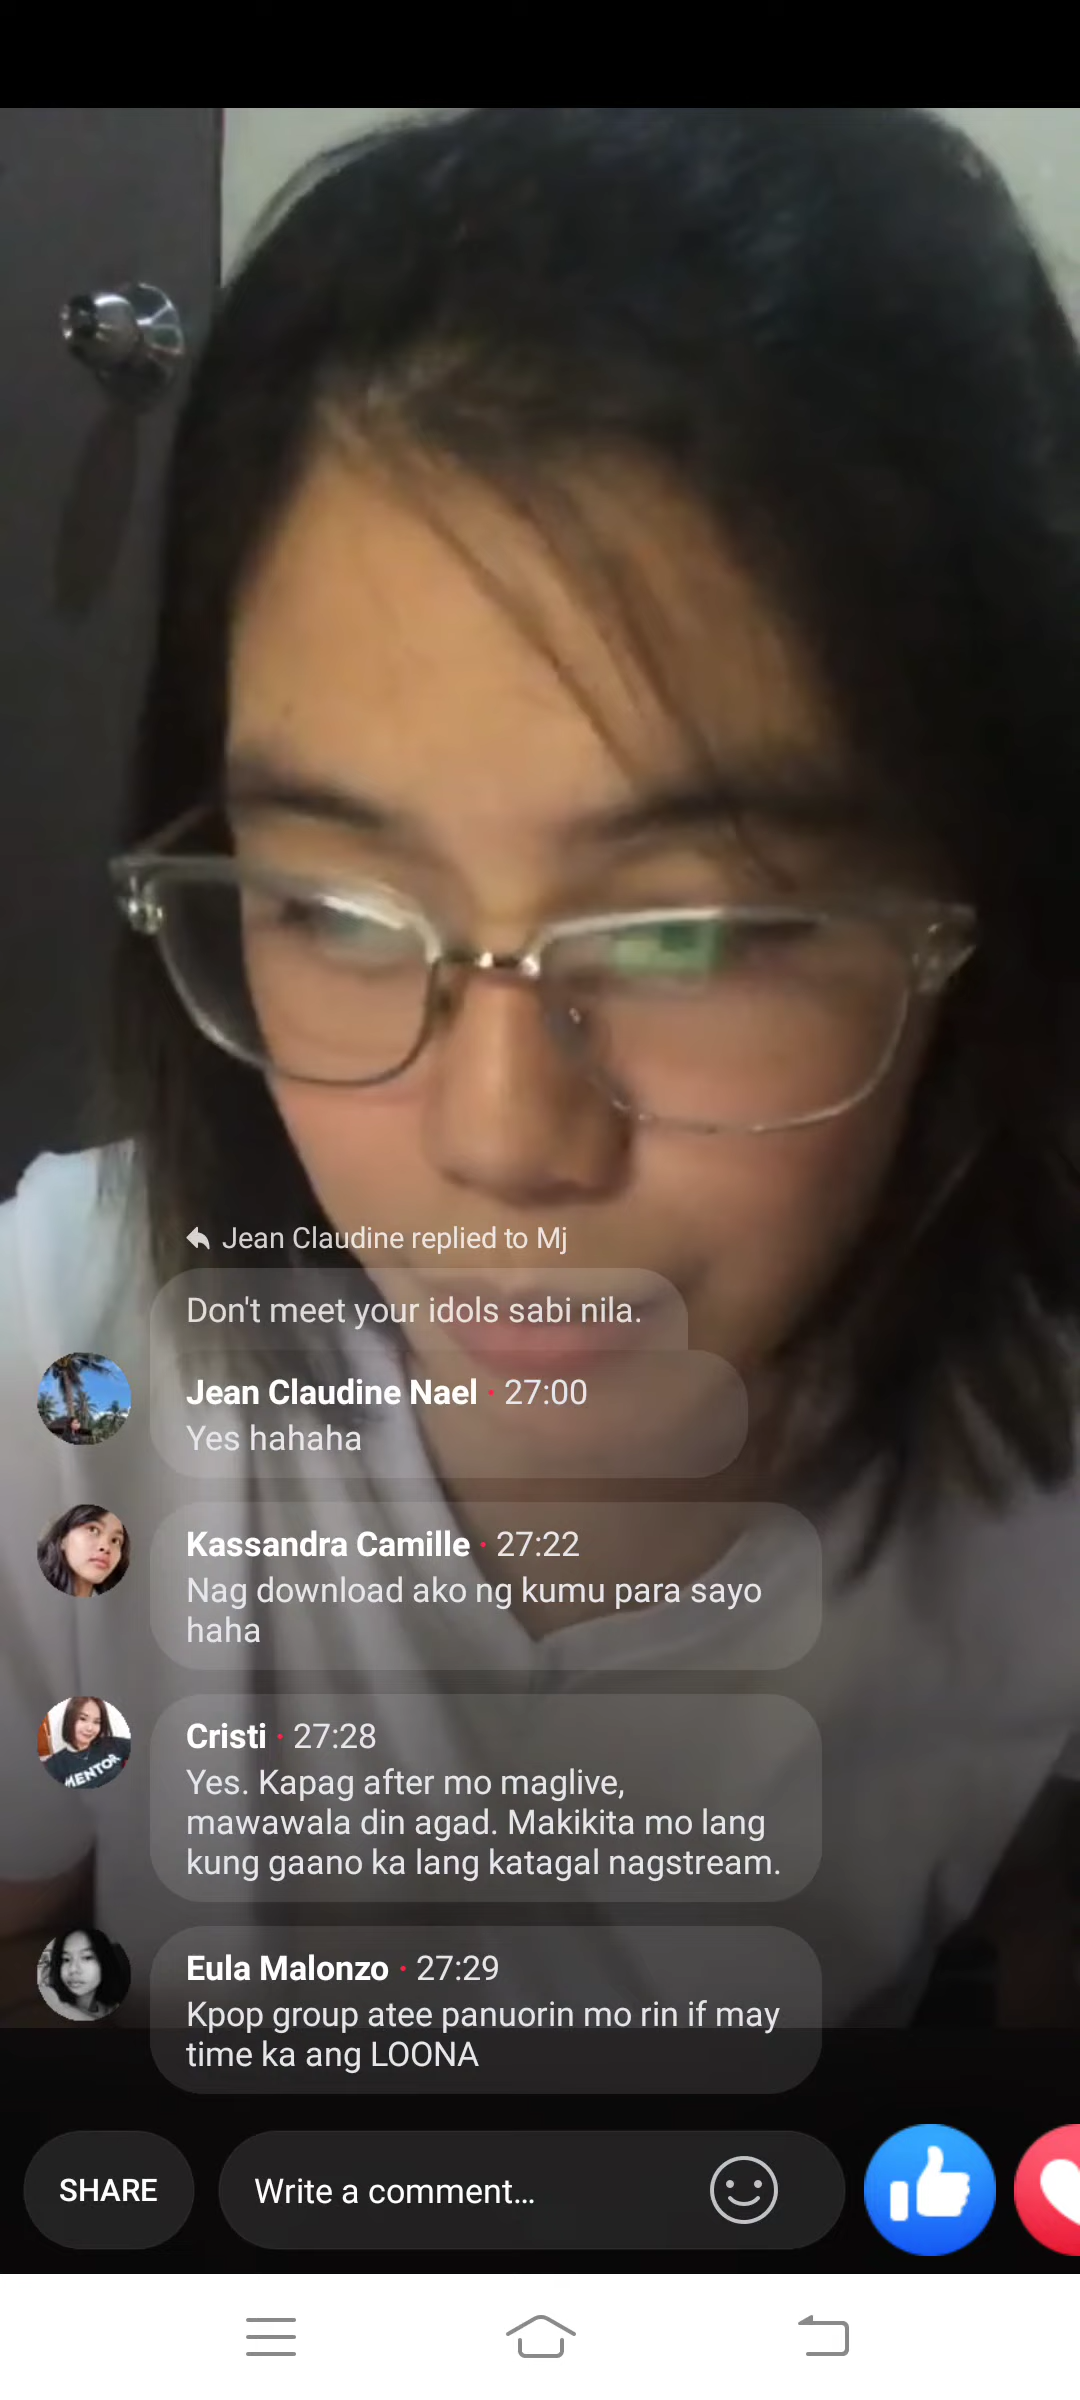 Jean Claudine replied to Mj
Don't meet your idols sabi nila.
Jean Claudine Nael · 27:00
Yes hahaha
Kassandra Camille · 27:22
Nag download ako ng kumu para sayo
haha
MENTOR
Cristi · 27:28
Yes. Kapag after mo maglive,
mawawala din agad. Makikita mo lang
kung gaano ka lang katagal nagstream.
Eula Malonzo · 27:29
Kpop group atee panuorin mo rin if may
time ka ang LOONA
SHARE
Write a comment...